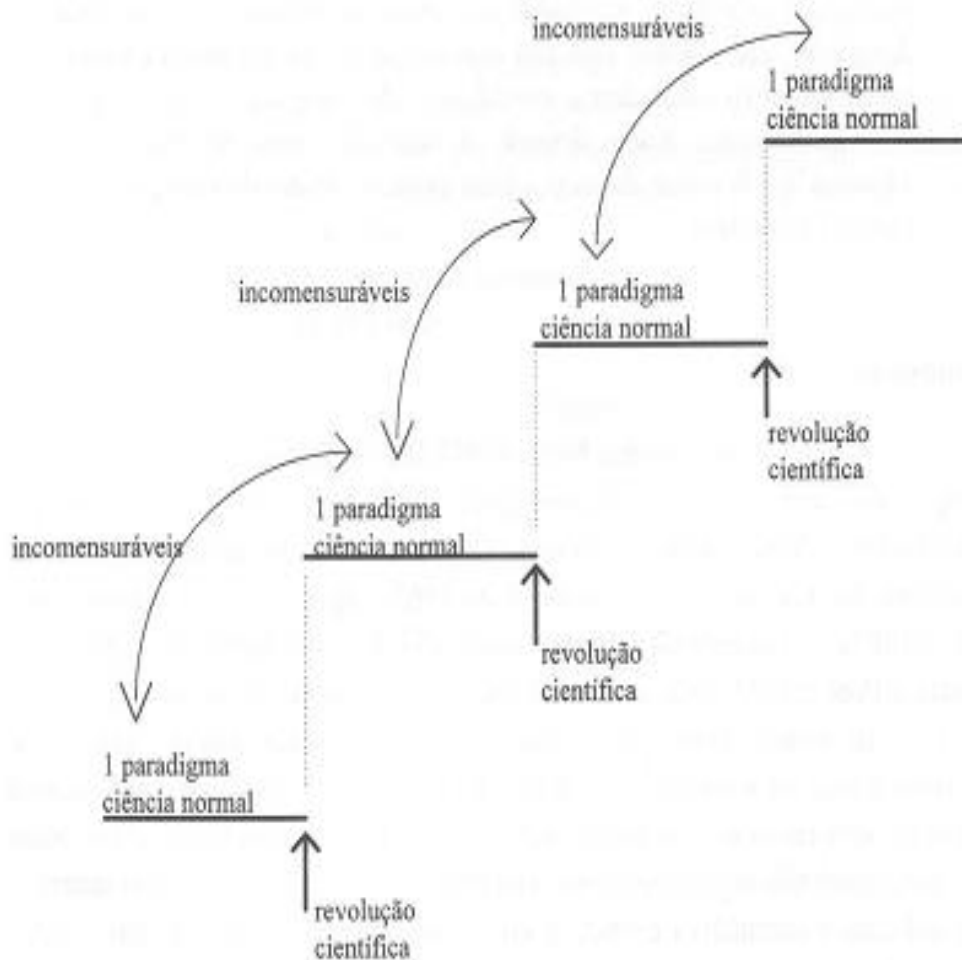 incomensuráveis
1 paradigma
ciência normal
incomensuráveis
1 paradigma
ciência normal
revolução
científica
1 paradigma
ciência normal
incomensuráveis
revolução
científica
1 paradigma
ciência normal
revolução
científica